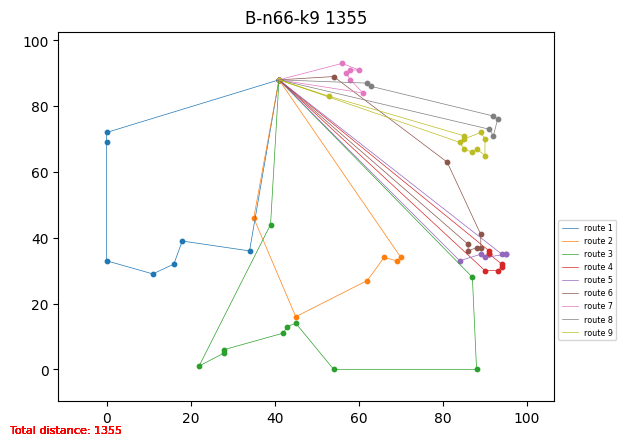 B-n66-k9 1355
100
80
60
40
20
0
0 20 40 60 80 100
route 1
route 2
route 3
route 4
route 5
route 6
route 7
route 8
route 9
Total distance: 1355